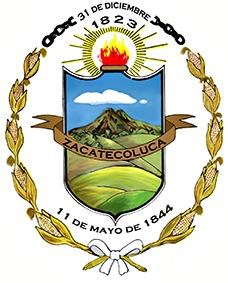 31 DE DICIEMBRE
1823
ZACATECOLUCA
11 DE MAYO DE 1844